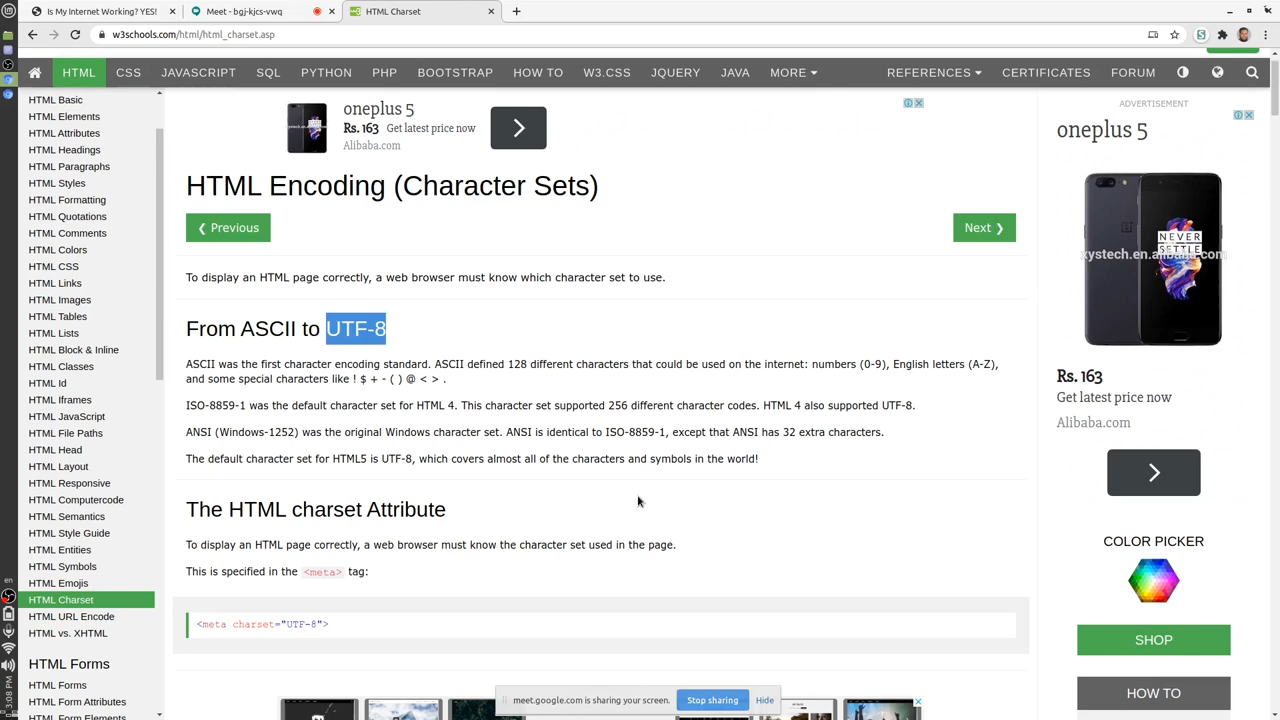 Is My Internet Working? YES!
Meet - bgj-kjcs-vwq
HTML Charset
w3schools.com/html/html_charset.asp
HTML CSS JAVASCRIPT SQL PYTHON PHP BOOTSTRAP HOW TO W3.CSS JQUERY JAVA MORE REFERENCES CERTIFICATES FORUM
HTML Basic
HTML Elements
HTML Attributes
HTML Headings
HTML Paragraphs
HTML Styles
HTML Formatting
HTML Quotations
HTML Comments
HTML Colors
HTML CSS
HTML Links
HTML Images
HTML Tables
HTML Lists
HTML Block & Inline
HTML Classes
HTML Id
HTML Iframes
HTML JavaScript
HTML File Paths
HTML Head
HTML Layout
HTML Responsive
HTML Computercode
HTML Semantics
HTML Style Guide
HTML Entities
HTML Symbols
HTML Emojis
HTML Charset
HTML URL Encode
HTML vs. XHTML
HTML Forms
HTML Forms
HTML Form Attributes
HTML Form Elements
oneplus 5
Rs. 163 Get latest price now
Alibaba.com
HTML Encoding (Character Sets)
❮ Previous
Next ❯
To display an HTML page correctly, a web browser must know which character set to use.
From ASCII to UTF-8
ASCII was the first character encoding standard. ASCII defined 128 different characters that could be used on the internet: numbers (0-9), English letters (A-Z),
and some special characters like ! $ + - ( ) @ < > .
ISO-8859-1 was the default character set for HTML 4. This character set supported 256 different character codes. HTML 4 also supported UTF-8.
ANSI (Windows-1252) was the original Windows character set. ANSI is identical to ISO-8859-1, except that ANSI has 32 extra characters.
The default character set for HTML5 is UTF-8, which covers almost all of the characters and symbols in the world!
The HTML charset Attribute
To display an HTML page correctly, a web browser must know the character set used in the page.
This is specified in the <meta> tag:
<meta charset="UTF-8">
meet.google.com is sharing your screen.
Stop sharing
Hide
ADVERTISEMENT
oneplus 5
NEVER
SETTLE
xystech.en.alibaba.com
Rs. 163
Get latest price now
Alibaba.com
COLOR PICKER
SHOP
HOW TO
en
3:08 PM